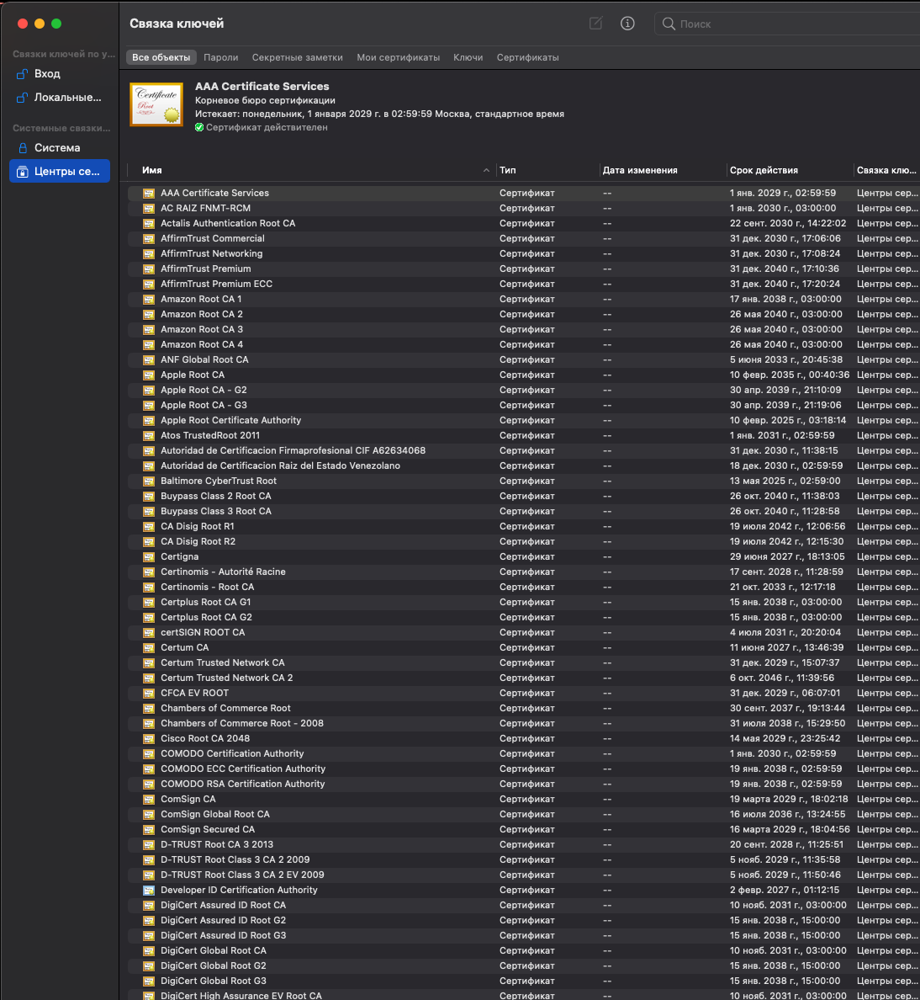 Связка ключей
Поиск
Связки ключей по у...
Вход
Локальные...
Системные связки...
Система
Центры се...
Все объекты Пароли Секретные заметки Мои сертификаты Ключи Сертификаты
Certificate
Root
AAA Certificate Services
Корневое бюро сертификации
Истекает: понедельник, 1 января 2029 г. в 02:59:59 Москва, стандартное время
Сертификат действителен
Имя Тип Дата изменения Срок действия Связка клю...
AAA Certificate Services Сертификат -- 1 янв. 2029 г., 02:59:59 Центры сер...
AC RAIZ FNMT-RCM Сертификат -- 1 янв. 2030 г., 03:00:00 Центры сер...
Actalis Authentication Root CA Сертификат -- 22 сент. 2030 г., 14:22:02 Центры сер...
AffirmTrust Commercial Сертификат -- 31 дек. 2030 г., 17:06:06 Центры сер...
AffirmTrust Networking Сертификат -- 31 дек. 2030 г., 17:08:24 Центры сер...
AffirmTrust Premium Сертификат -- 31 дек. 2040 г., 17:10:36 Центры сер...
AffirmTrust Premium ECC Сертификат -- 31 дек. 2040 г., 17:20:24 Центры сер...
Amazon Root CA 1 Сертификат -- 17 янв. 2038 г., 03:00:00 Центры сер...
Amazon Root CA 2 Сертификат -- 26 мая 2040 г., 03:00:00 Центры сер...
Amazon Root CA 3 Сертификат -- 26 мая 2040 г., 03:00:00 Центры сер...
Amazon Root CA 4 Сертификат -- 26 мая 2040 г., 03:00:00 Центры сер...
ANF Global Root CA Сертификат -- 5 июня 2033 г., 20:45:38 Центры сер...
Apple Root CA Сертификат -- 10 февр. 2035 г., 00:40:36 Центры сер...
Apple Root CA - G2 Сертификат -- 30 апр. 2039 г., 21:10:09 Центры сер...
Apple Root CA - G3 Сертификат -- 30 апр. 2039 г., 21:19:06 Центры сер...
Apple Root Certificate Authority Сертификат -- 10 февр. 2025 г., 03:18:14 Центры сер...
Atos TrustedRoot 2011 Сертификат -- 1 янв. 2031 г., 02:59:59 Центры сер...
Autoridad de Certificacion Firmaprofesional CIF A62634068 Сертификат -- 31 дек. 2030 г., 11:38:15 Центры сер...
Autoridad de Certificacion Raiz del Estado Venezolano Сертификат -- 18 дек. 2030 г., 02:59:59 Центры сер...
Baltimore CyberTrust Root Сертификат -- 13 мая 2025 г., 02:59:00 Центры сер...
Buypass Class 2 Root CA Сертификат -- 26 окт. 2040 г., 11:38:03 Центры сер...
Buypass Class 3 Root CA Сертификат -- 26 окт. 2040 г., 11:28:58 Центры сер...
CA Disig Root R1 Сертификат -- 19 июля 2042 г., 12:06:56 Центры сер...
CA Disig Root R2 Сертификат -- 19 июля 2042 г., 12:15:30 Центры сер...
Certigna Сертификат -- 29 июня 2027 г., 18:13:05 Центры сер...
Certinomis - Autorité Racine Сертификат -- 17 сент. 2028 г., 11:28:59 Центры сер...
Certinomis - Root CA Сертификат -- 21 окт. 2033 г., 12:17:18 Центры сер...
Certplus Root CA G1 Сертификат -- 15 янв. 2038 г., 03:00:00 Центры сер...
Certplus Root CA G2 Сертификат -- 15 янв. 2038 г., 03:00:00 Центры сер...
certSIGN ROOT CA Сертификат -- 4 июля 2031 г., 20:20:04 Центры сер...
Certum CA Сертификат -- 11 июня 2027 г., 13:46:39 Центры сер...
Certum Trusted Network CA Сертификат -- 31 дек. 2029 г., 15:07:37 Центры сер...
Certum Trusted Network CA 2 Сертификат -- 6 окт. 2046 г., 11:39:56 Центры сер...
CFCA EV ROOT Сертификат -- 31 дек. 2029 г., 06:07:01 Центры сер...
Chambers of Commerce Root Сертификат -- 30 сент. 2037 г., 19:13:44 Центры сер...
Chambers of Commerce Root - 2008 Сертификат -- 31 июля 2038 г., 15:29:50 Центры сер...
Cisco Root CA 2048 Сертификат -- 14 мая 2029 г., 23:25:42 Центры сер...
COMODO Certification Authority Сертификат -- 1 янв. 2030 г., 02:59:59 Центры сер...
COMODO ECC Certification Authority Сертификат -- 19 янв. 2038 г., 02:59:59 Центры сер...
COMODO RSA Certification Authority Сертификат -- 19 янв. 2038 г., 02:59:59 Центры сер...
ComSign CA Сертификат -- 19 марта 2029 г., 18:02:18 Центры сер...
ComSign Global Root CA Сертификат -- 16 июля 2036 г., 13:24:55 Центры сер...
ComSign Secured CA Сертификат -- 16 марта 2029 г., 18:04:56 Центры сер...
D-TRUST Root CA 3 2013 Сертификат -- 20 сент. 2028 г., 11:25:51 Центры сер...
D-TRUST Root Class 3 CA 2 2009 Сертификат -- 5 нояб. 2029 г., 11:35:58 Центры сер...
D-TRUST Root Class 3 CA 2 EV 2009 Сертификат -- 5 нояб. 2029 г., 11:50:46 Центры сер...
Developer ID Certification Authority Сертификат -- 2 февр. 2027 г., 01:12:15 Центры сер...
DigiCert Assured ID Root CA Сертификат -- 10 нояб. 2031 г., 03:00:00 Центры сер...
DigiCert Assured ID Root G2 Сертификат -- 15 янв. 2038 г., 15:00:00 Центры сер...
DigiCert Assured ID Root G3 Сертификат -- 15 янв. 2038 г., 15:00:00 Центры сер...
DigiCert Global Root CA Сертификат -- 10 нояб. 2031 г., 03:00:00 Центры сер...
DigiCert Global Root G2 Сертификат -- 15 янв. 2038 г., 15:00:00 Центры сер...
DigiCert Global Root G3 Сертификат -- 15 янв. 2038 г., 15:00:00 Центры сер...
DigiCert High Assurance EV Root CA Сертификат -- 10 нояб. 2031 г., 03:00:00 Центры сер...